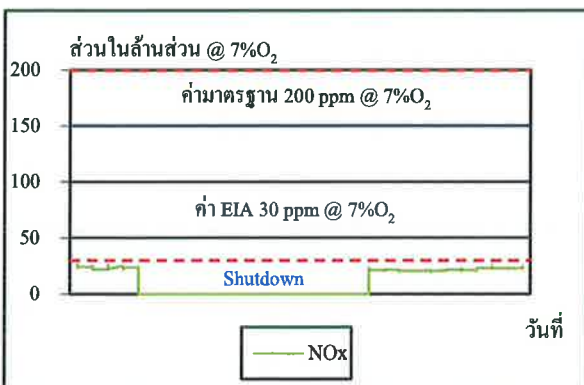 ส่วนในล้านส่วน @ 7%O₂
200
ค่ามาตรฐาน 200 ppm @ 7%O₂
150
100
ค่า EIA 30 ppm @ 7%O₂
50
Shutdown
0
วันที่
NOx